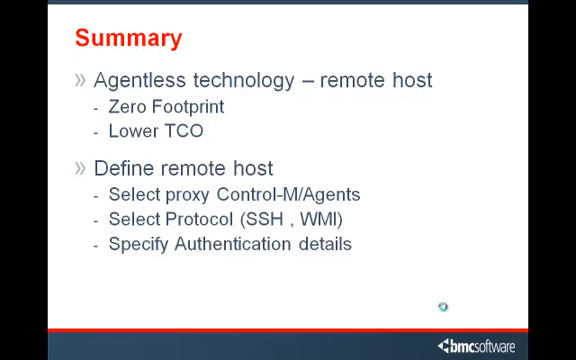 Summary
» Agentless technology – remote host
- Zero Footprint
- Lower TCO
» Define remote host
- Select proxy Control-M/Agents
- Select Protocol (SSH , WMI)
- Specify Authentication details
bmcsoftware